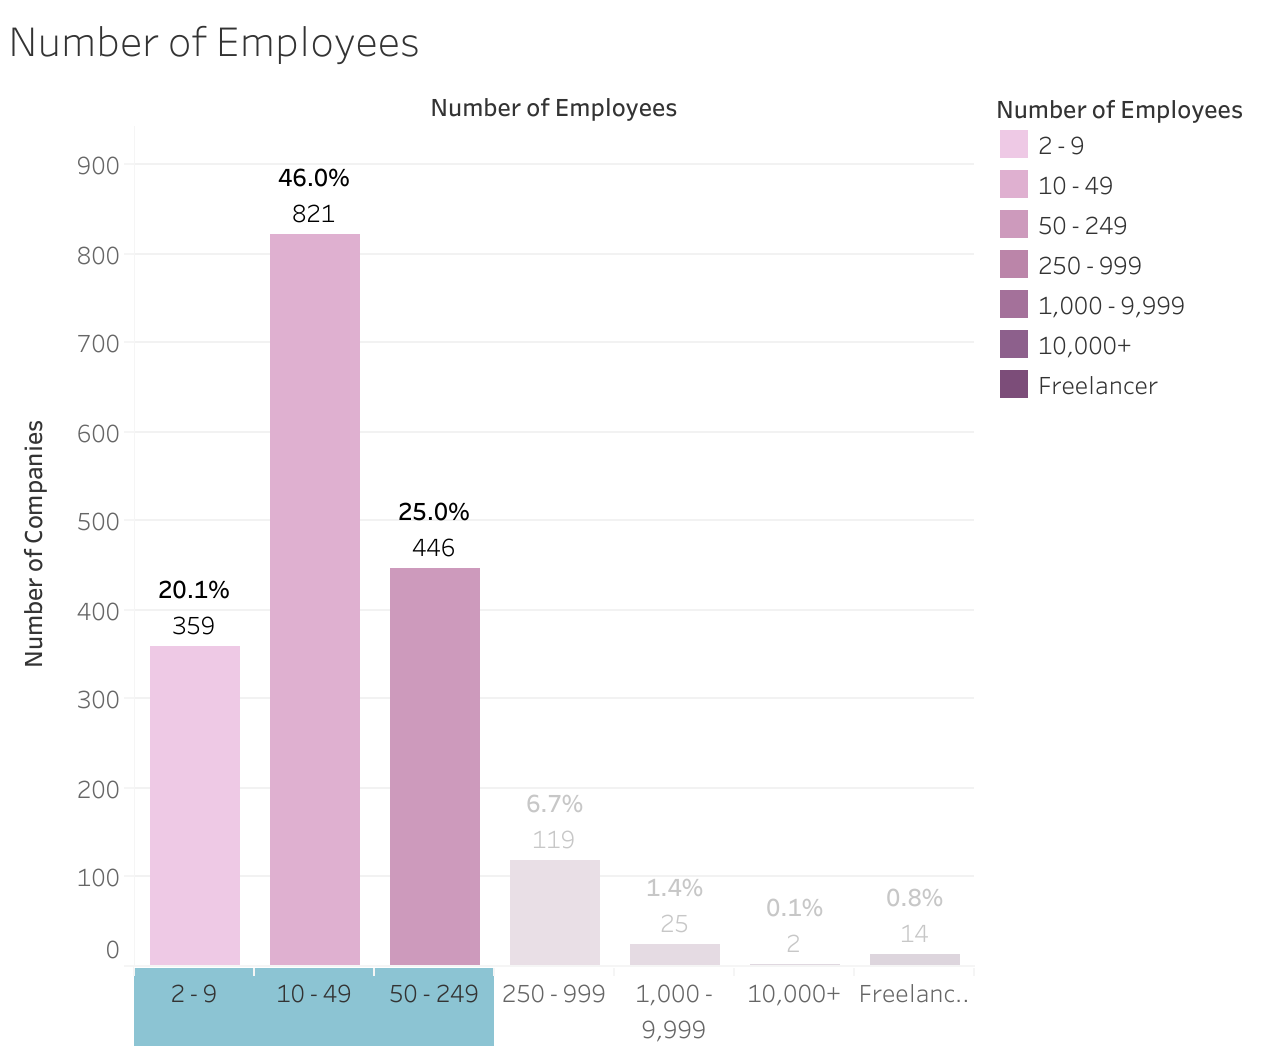 Number of Employees
Number of Employees
Number of Employees
2 - 9
10 - 49
50 - 249
250 - 999
1,000 - 9,999
10,000+
Freelancer
Number of Companies
900
800
700
600
500
400
300
200
100
0
20.1%
359
46.0%
821
25.0%
446
6.7%
119
1.4%
25
0.1%
2
0.8%
14
2 - 9
10 - 49
50 - 249
250 - 999
1,000 -
9,999
10,000+
Freelanc..